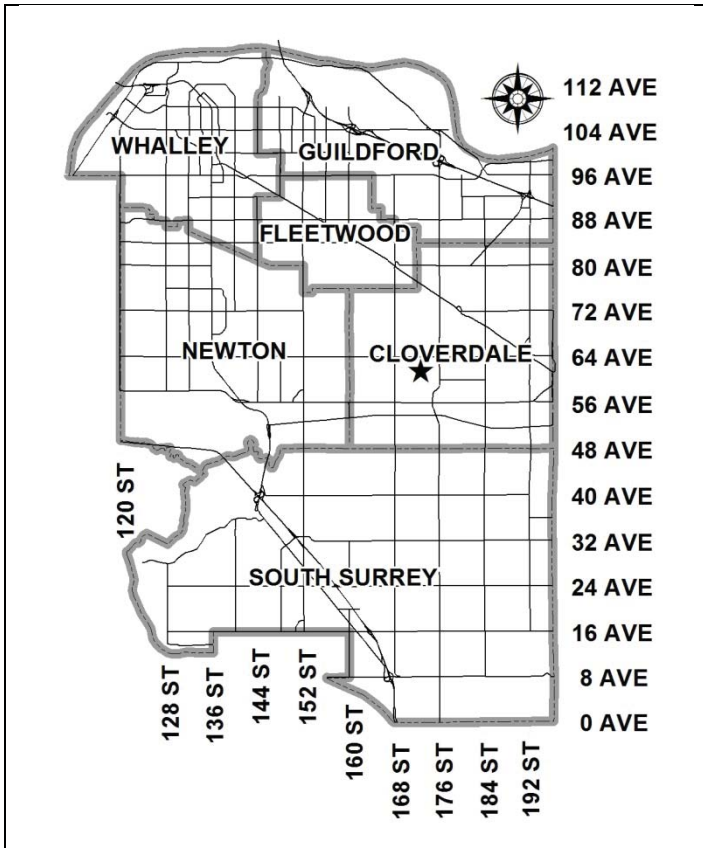 112 AVE
104 AVE
WHALLEY
GUILDFORD
96 AVE
88 AVE
FLEETWOOD
80 AVE
72 AVE
NEWTON
CLOVERDALE
64 AVE
56 AVE
48 AVE
120 ST
40 AVE
32 AVE
SOUTH SURREY
24 AVE
16 AVE
8 AVE
128 ST
136 ST
144 ST
152 ST
160 ST
0 AVE
168 ST
176 ST
184 ST
192 ST